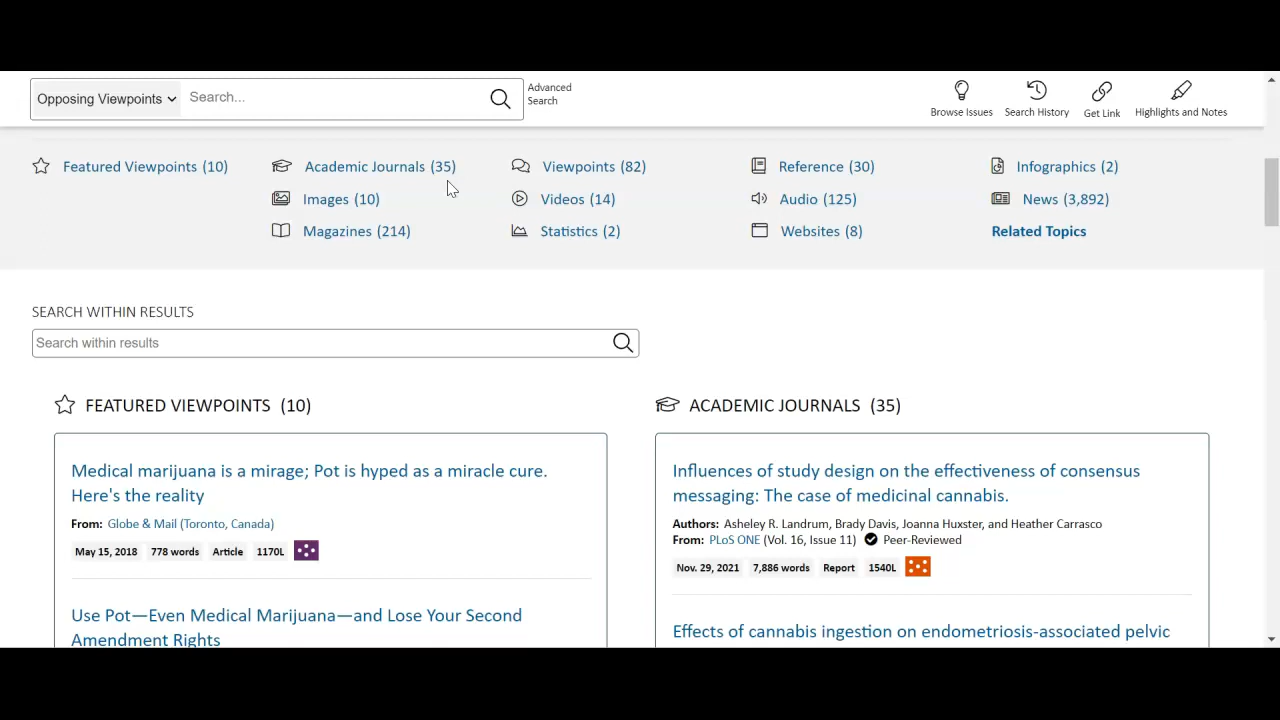 Opposing Viewpoints
Search...
Advanced
Search
Browse Issues
Search History
Get Link
Highlights and Notes
Featured Viewpoints (10)
Academic Journals (35)
Viewpoints (82)
Reference (30)
Infographics (2)
Images (10)
Videos (14)
Audio (125)
News (3,892)
Magazines (214)
Statistics (2)
Websites (8)
Related Topics
SEARCH WITHIN RESULTS
Search within results
FEATURED VIEWPOINTS (10)
Medical marijuana is a mirage; Pot is hyped as a miracle cure.
Here's the reality
From: Globe & Mail (Toronto, Canada)
May 15, 2018 778 words Article 1170L
Use Pot—Even Medical Marijuana—and Lose Your Second
Amendment Rights
ACADEMIC JOURNALS (35)
Influences of study design on the effectiveness of consensus
messaging: The case of medicinal cannabis.
Authors: Asheley R. Landrum, Brady Davis, Joanna Huxster, and Heather Carrasco
From: PLoS ONE (Vol. 16, Issue 11) Peer-Reviewed
Nov. 29, 2021 7,886 words Report 1540L
Effects of cannabis ingestion on endometriosis-associated pelvic